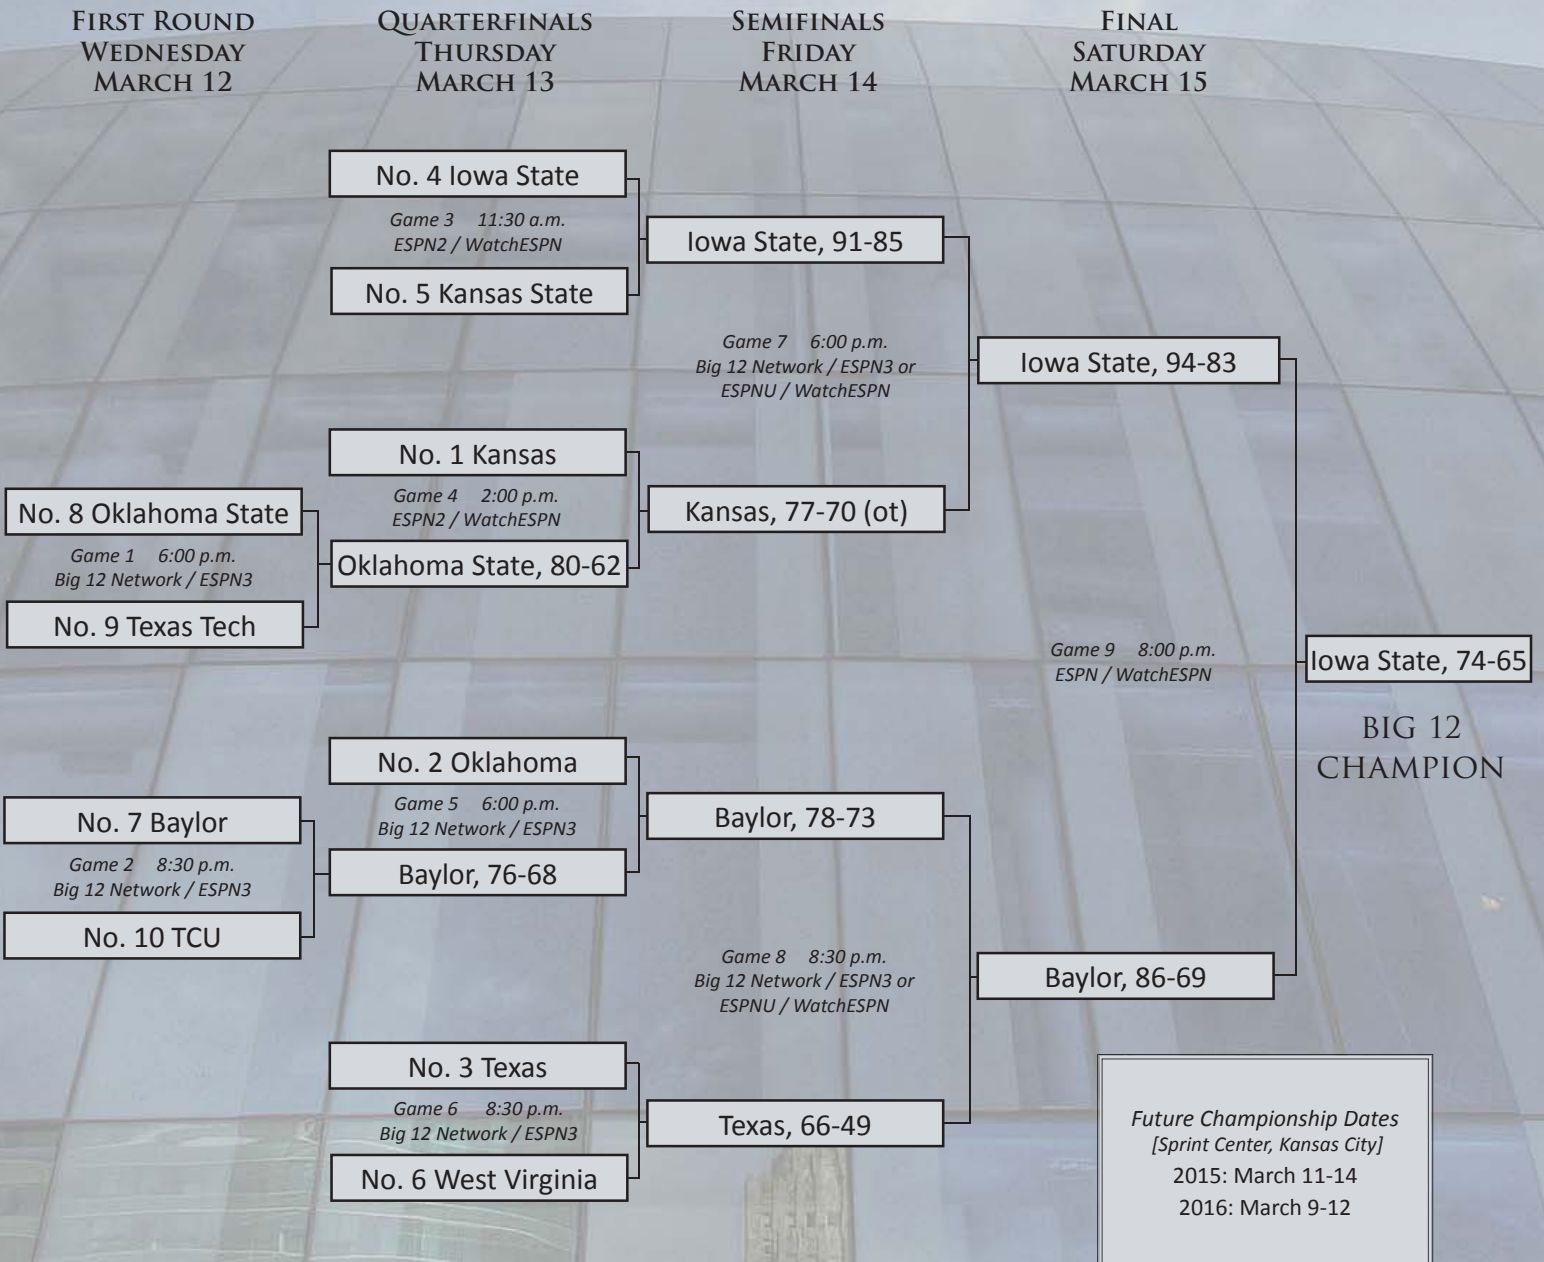 FIRST ROUND
WEDNESDAY
MARCH 12
QUARTERFINALS
THURSDAY
MARCH 13
SEMIFINALS
FRIDAY
MARCH 14
FINAL
SATURDAY
MARCH 15
No. 8 Oklahoma State
Game 1 6:00 p.m.
Big 12 Network / ESPN3
No. 9 Texas Tech
No. 7 Baylor
Game 2 8:30 p.m.
Big 12 Network / ESPN3
No. 10 TCU
No. 4 Iowa State
Game 3 11:30 a.m.
ESPN2 / WatchESPN
No. 5 Kansas State
No. 1 Kansas
Game 4 2:00 p.m.
ESPN2 / WatchESPN
Oklahoma State, 80-62
No. 2 Oklahoma
Game 5 6:00 p.m.
Big 12 Network / ESPN3
Baylor, 76-68
No. 3 Texas
Game 6 8:30 p.m.
Big 12 Network / ESPN3
No. 6 West Virginia
Iowa State, 91-85
Game 7 6:00 p.m.
Big 12 Network / ESPN3 or
ESPNU / WatchESPN
Kansas, 77-70 (ot)
Baylor, 78-73
Game 8 8:30 p.m.
Big 12 Network / ESPN3 or
ESPNU / WatchESPN
Texas, 66-49
Iowa State, 94-83
Game 9 8:00 p.m.
ESPN / WatchESPN
Baylor, 86-69
Iowa State, 74-65
BIG 12
CHAMPION
Future Championship Dates
[Sprint Center, Kansas City]
2015: March 11-14
2016: March 9-12